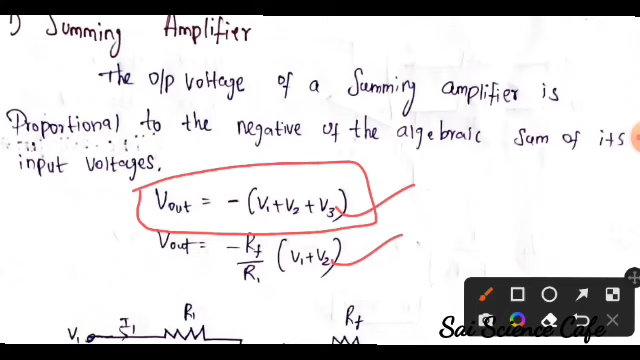 1) Summing Amplifier
The o/p voltage of a Summing amplifier is
Proportional to the negative of the algebraic sum of its
input voltages.
Vout = -(V1+V2+V3)
Vout = -Rf/R1 (V1+V2)
R1 Rf
V1 I1
Sai Science Cafe